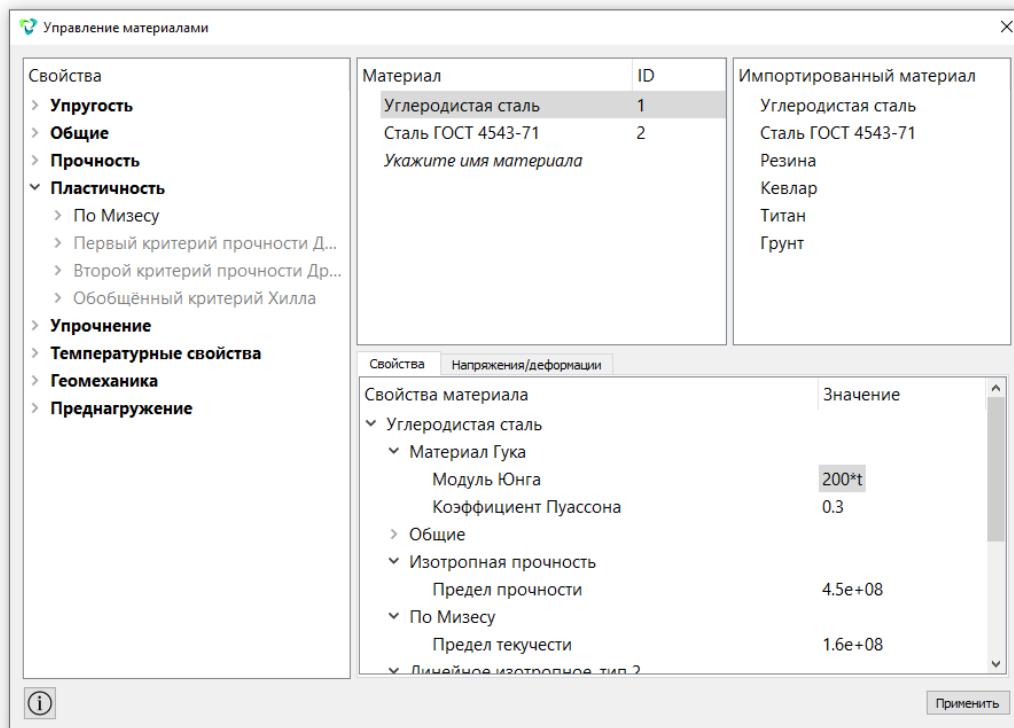 Управление материалами
Свойства
Упругость
Общие
Прочность
Пластичность
По Мизесу
Первый критерий прочности Д...
Второй критерий прочности Др...
Обобщённый критерий Хилла
Упрочнение
Температурные свойства
Геомеханика
Преднагружение
Материал ID
Углеродистая сталь 1
Сталь ГОСТ 4543-71 2
Укажите имя материала
Импортированный материал
Углеродистая сталь
Сталь ГОСТ 4543-71
Резина
Кевлар
Титан
Грунт
Свойства Напряжения/деформации
Свойства материала Значение
Углеродистая сталь
Материал Гука
Модуль Юнга 200*t
Коэффициент Пуассона 0.3
Общие
Изотропная прочность
Предел прочности 4.5e+08
По Мизесу
Предел текучести 1.6e+08
Линейное изотропное, тип 2
Применить